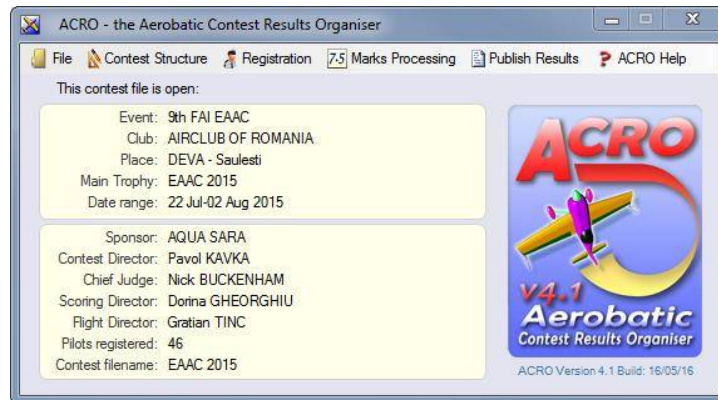 ACRO - the Aerobatic Contest Results Organiser
File Contest Structure Registration 7.5 Marks Processing Publish Results ? ACRO Help
This contest file is open:
Event: 9th FAI EAAC
Club: AIRCLUB OF ROMANIA
Place: DEVA - Saulesti
Main Trophy: EAAC 2015
Date range: 22 Jul-02 Aug 2015
Sponsor: AQUA SARA
Contest Director: Pavol KAVKA
Chief Judge: Nick BUCKENHAM
Scoring Director: Dorina GHEORGHIU
Flight Director: Gratian TINC
Pilots registered: 46
Contest filename: EAAC 2015
ACRO
v4.1
Aerobatic
Contest Results Organiser
ACRO Version 4.1 Build: 16/05/16